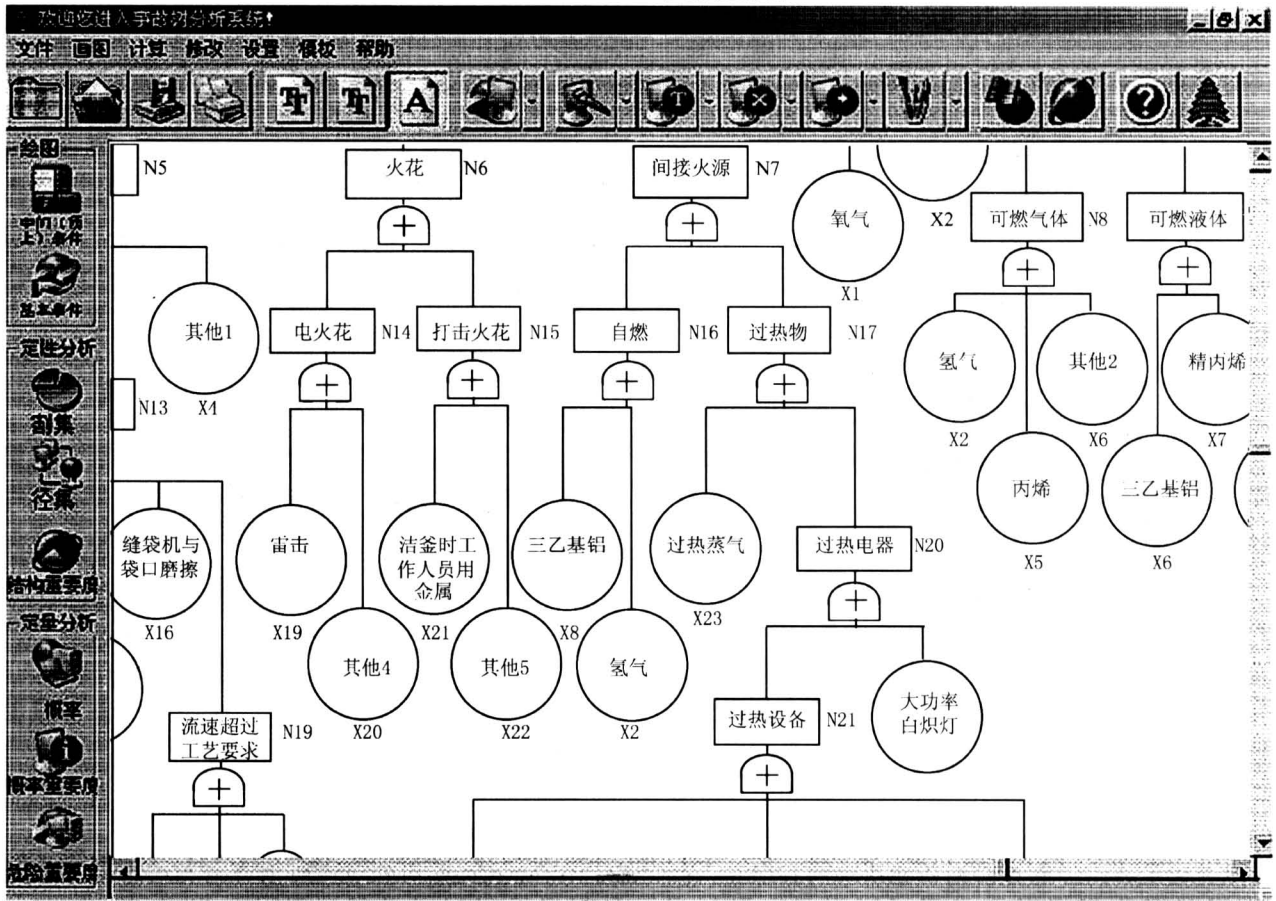 欢迎您进入事故树分析系统!
文件 画图 计算 修改 设置 模板 帮助
绘图
基本事件
定性分析
割集
径集
结构重要度
定量分析
概率
概率重要度
危险重要度
N5
火花 N6
间接火源 N7
氧气
X1
X2
可燃气体 N8
可燃液体
+
+
+
+
其他1
X4
电火花 N14
打击火花 N15
自燃 N16
过热物 N17
+
+
+
+
氢气
X2
其他2
X6
精丙烯
X7
丙烯
X5
三乙基铝
X6
N13
缝袋机与
袋口磨擦
X16
雷击
X19
洁釜时工
作人员用
金属
X21
三乙基铝
X8
过热蒸气
X23
过热电器 N20
+
其他4
X20
其他5
X22
氢气
X2
流速超过
工艺要求
N19
+
过热设备 N21
+
大功率
白炽灯